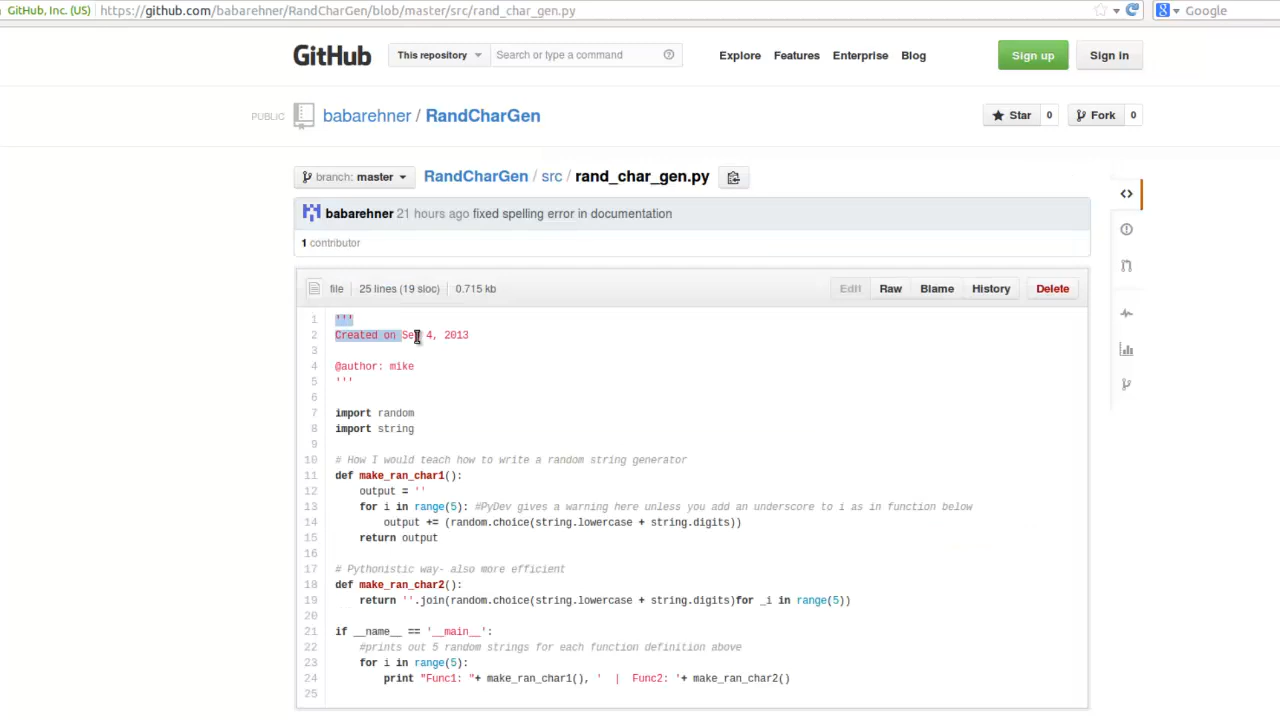 GitHub, Inc. (US) https://github.com/babarehner/RandCharGen/blob/master/src/rand_char_gen.py Google
GitHub This repository Search or type a command Explore Features Enterprise Blog Sign up Sign in
PUBLIC babarehner / RandCharGen Star 0 Fork 0
branch: master RandCharGen / src / rand_char_gen.py
babarehner 21 hours ago fixed spelling error in documentation
1 contributor
file 25 lines (19 sloc) 0.715 kb Edit Raw Blame History Delete
1 '''
2 Created on Sep 4, 2013
3
4 @author: mike
5 '''
6
7 import random
8 import string
9
10 # How I would teach how to write a random string generator
11 def make_ran_char1():
12     output = ''
13     for i in range(5): #PyDev gives a warning here unless you add an underscore to i as in function below
14         output += (random.choice(string.lowercase + string.digits))
15     return output
16
17 # Pythonistic way- also more efficient
18 def make_ran_char2():
19     return ''.join(random.choice(string.lowercase + string.digits)for _i in range(5))
20
21 if __name__ == '__main__':
22     #prints out 5 random strings for each function definition above
23     for i in range(5):
24         print "Func1: "+ make_ran_char1(), '  |  Func2: '+ make_ran_char2()
25